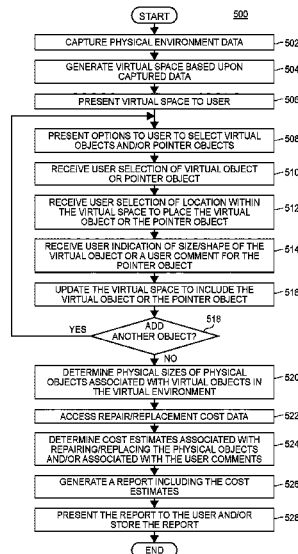 START
500
CAPTURE PHYSICAL ENVIRONMENT DATA
502
GENERATE VIRTUAL SPACE BASED UPON
CAPTURED DATA
504
PRESENT VIRTUAL SPACE TO USER
506
PRESENT OPTIONS TO USER TO SELECT VIRTUAL
OBJECTS AND/OR POINTER OBJECTS
508
RECEIVE USER SELECTION OF VIRTUAL OBJECT
OR POINTER OBJECT
510
RECEIVE USER SELECTION OF LOCATION WITHIN
THE VIRTUAL SPACE TO PLACE THE VIRTUAL
OBJECT OR THE POINTER OBJECT
512
RECEIVE USER INDICATION OF SIZE/SHAPE OF THE
VIRTUAL OBJECT OR A USER COMMENT FOR THE
POINTER OBJECT
514
UPDATE THE VIRTUAL SPACE TO INCLUDE THE
VIRTUAL OBJECT OR THE POINTER OBJECT
516
YES
ADD
ANOTHER OBJECT?
518
NO
DETERMINE PHYSICAL SIZES OF PHYSICAL
OBJECTS ASSOCIATED WITH VIRTUAL OBJECTS IN
THE VIRTUAL ENVIRONMENT
520
ACCESS REPAIR/REPLACEMENT COST DATA
522
DETERMINE COST ESTIMATES ASSOCIATED WITH
REPAIRING/REPLACING THE PHYSICAL OBJECTS
AND/OR ASSOCIATED WITH THE USER COMMENTS
524
GENERATE A REPORT INCLUDING THE COST
ESTIMATES
526
PRESENT THE REPORT TO THE USER AND/OR
STORE THE REPORT
528
END